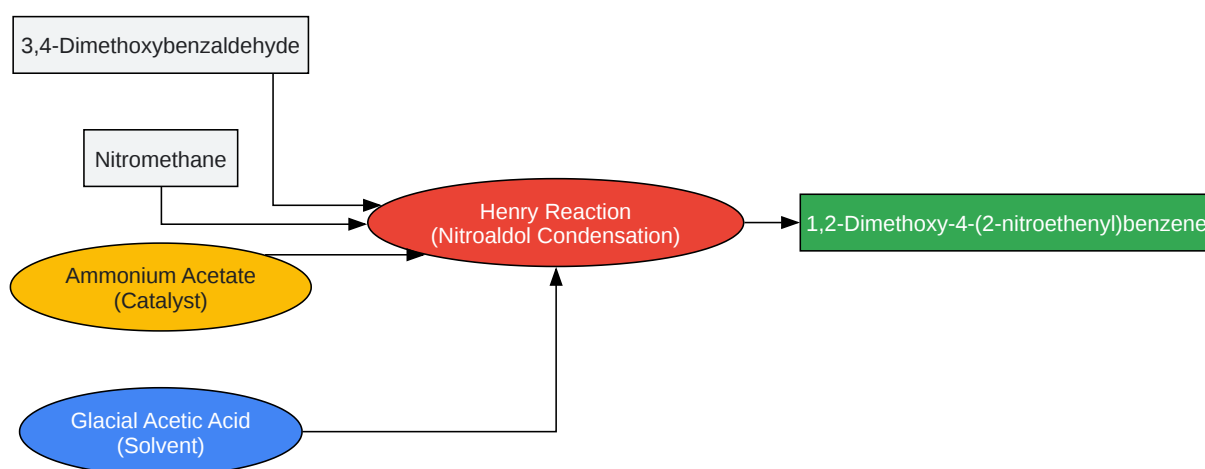 3,4-Dimethoxybenzaldehyde
Nitromethane
Henry Reaction
(Nitroaldol Condensation)
1,2-Dimethoxy-4-(2-nitroethenyl)benzene
Ammonium Acetate
(Catalyst)
Glacial Acetic Acid
(Solvent)